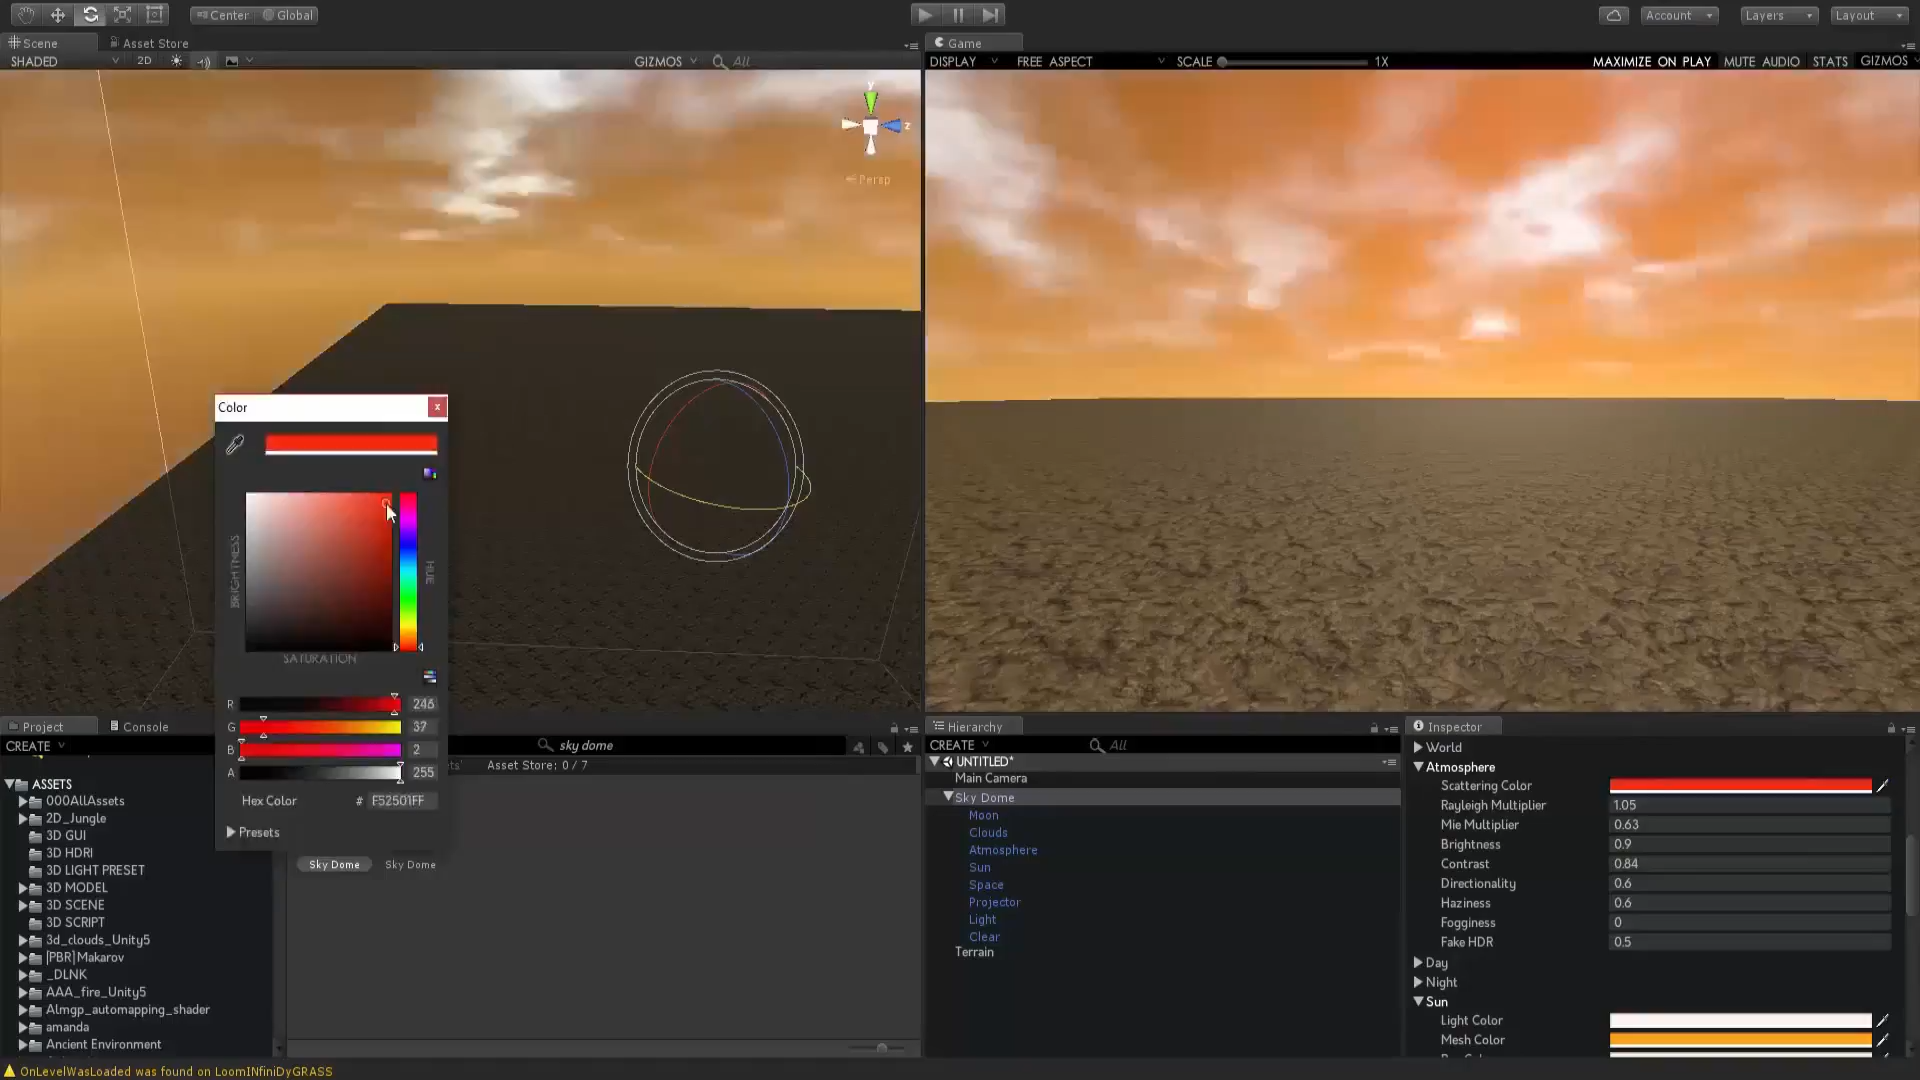 Center Global
Account Layers Layout
Scene Asset Store
SHADED 2D GIZMOS All
Game
DISPLAY FREE ASPECT SCALE 1X MAXIMIZE ON PLAY MUTE AUDIO STATS GIZMOS
y
z
Persp
Color
BRIGHTNESS
HUE
SATURATION
R 246
G 37
B 2
A 255
Hex Color # F52501FF
Presets
Project Console
CREATE sky dome
Asset Store: 0 / 7
ASSETS
000AllAssets
2D_Jungle
3D GUI
3D HDRI
3D LIGHT PRESET
3D MODEL
3D SCENE
3D SCRIPT
3d_clouds_Unity5
[PBR]Makarov
_DLNK
AAA_fire_Unity5
Almgp_automapping_shader
amanda
Ancient Environment
Sky Dome Sky Dome
Hierarchy
CREATE All
UNTITLED*
Main Camera
Sky Dome
Moon
Clouds
Atmosphere
Sun
Space
Projector
Light
Clear
Terrain
Inspector
World
Atmosphere
Scattering Color
Rayleigh Multiplier 1.05
Mie Multiplier 0.63
Brightness 0.9
Contrast 0.84
Directionality 0.6
Haziness 0.6
Fogginess 0
Fake HDR 0.5
Day
Night
Sun
Light Color
Mesh Color
OnLevelWasLoaded was found on LoomINfiniDyGRASS